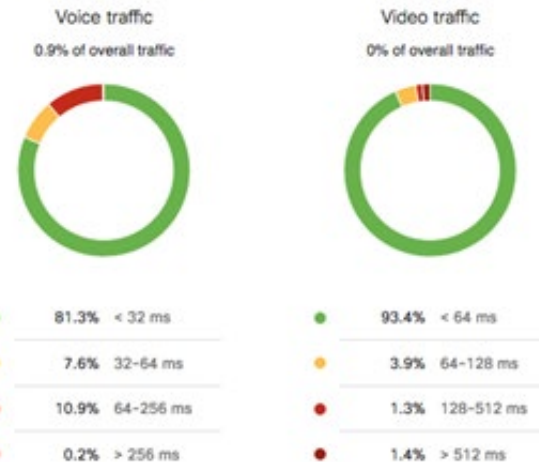 Voice traffic
0.9% of overall traffic
81.3% < 32 ms
7.6% 32-64 ms
10.9% 64-256 ms
0.2% > 256 ms
Video traffic
0% of overall traffic
93.4% < 64 ms
3.9% 64-128 ms
1.3% 128-512 ms
1.4% > 512 ms